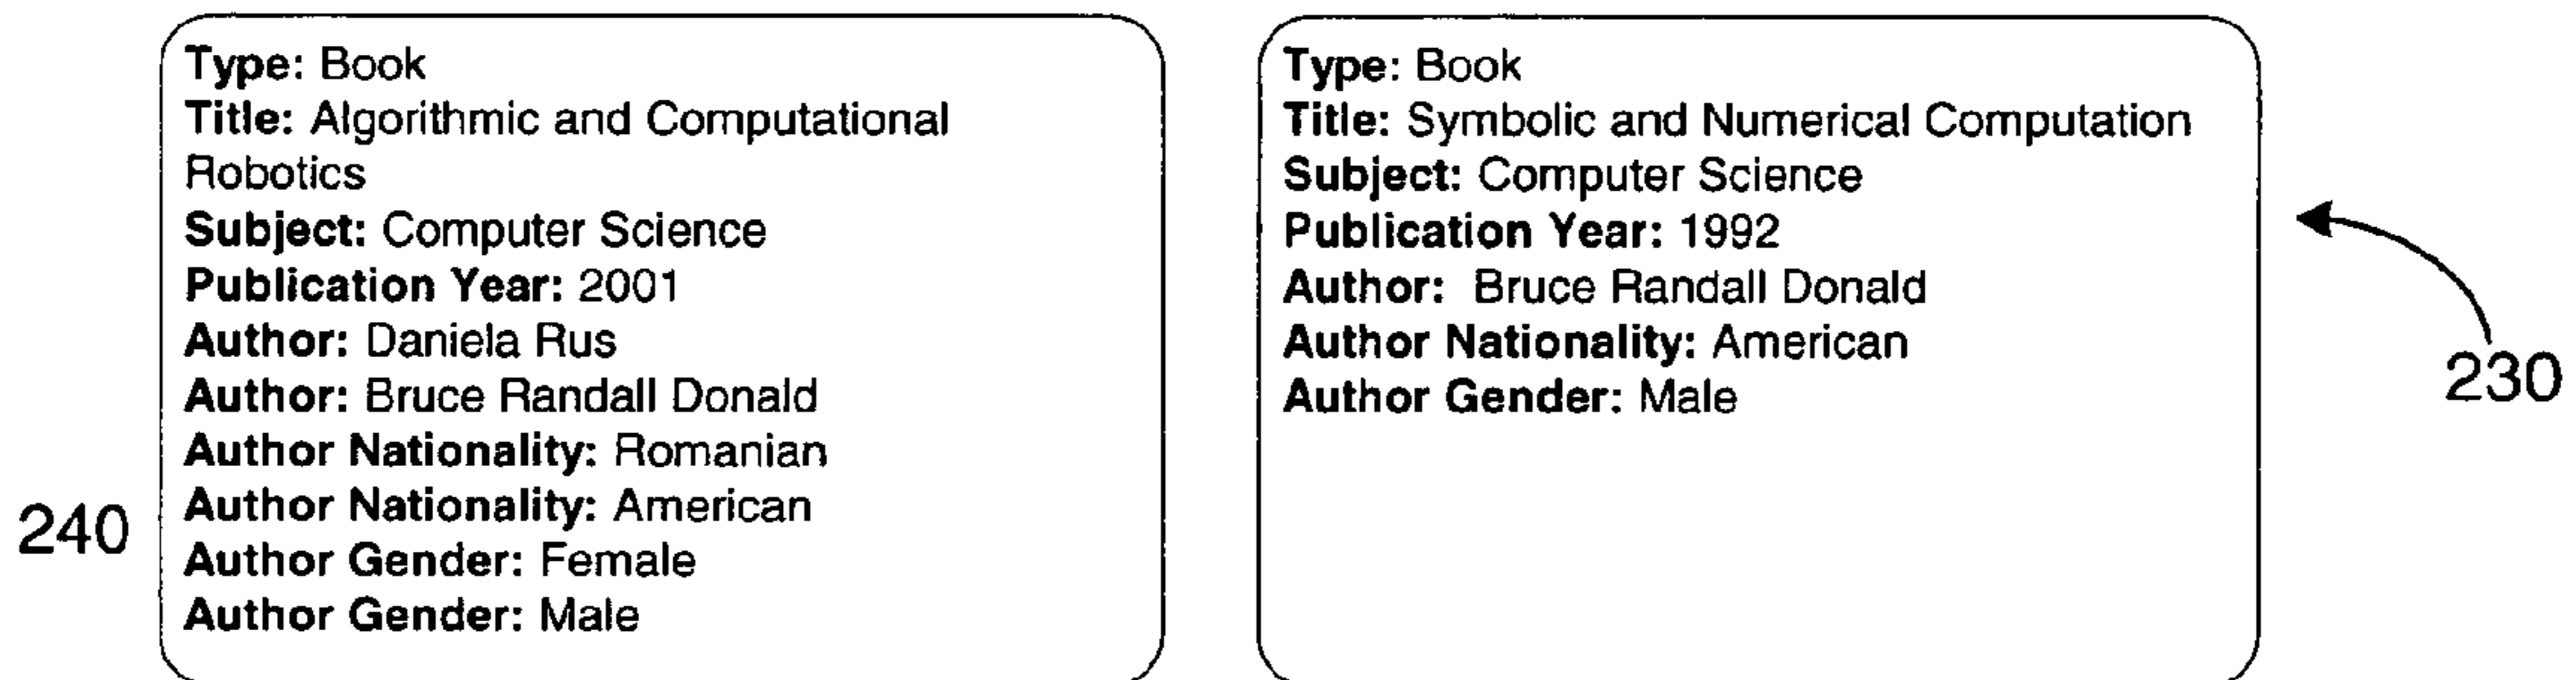 Type: Book
Title: Algorithmic and Computational
Robotics
Subject: Computer Science
Publication Year: 2001
Author: Daniela Rus
Author: Bruce Randall Donald
Author Nationality: Romanian
Author Nationality: American
Author Gender: Female
Author Gender: Male
240
Type: Book
Title: Symbolic and Numerical Computation
Subject: Computer Science
Publication Year: 1992
Author: Bruce Randall Donald
Author Nationality: American
Author Gender: Male
230